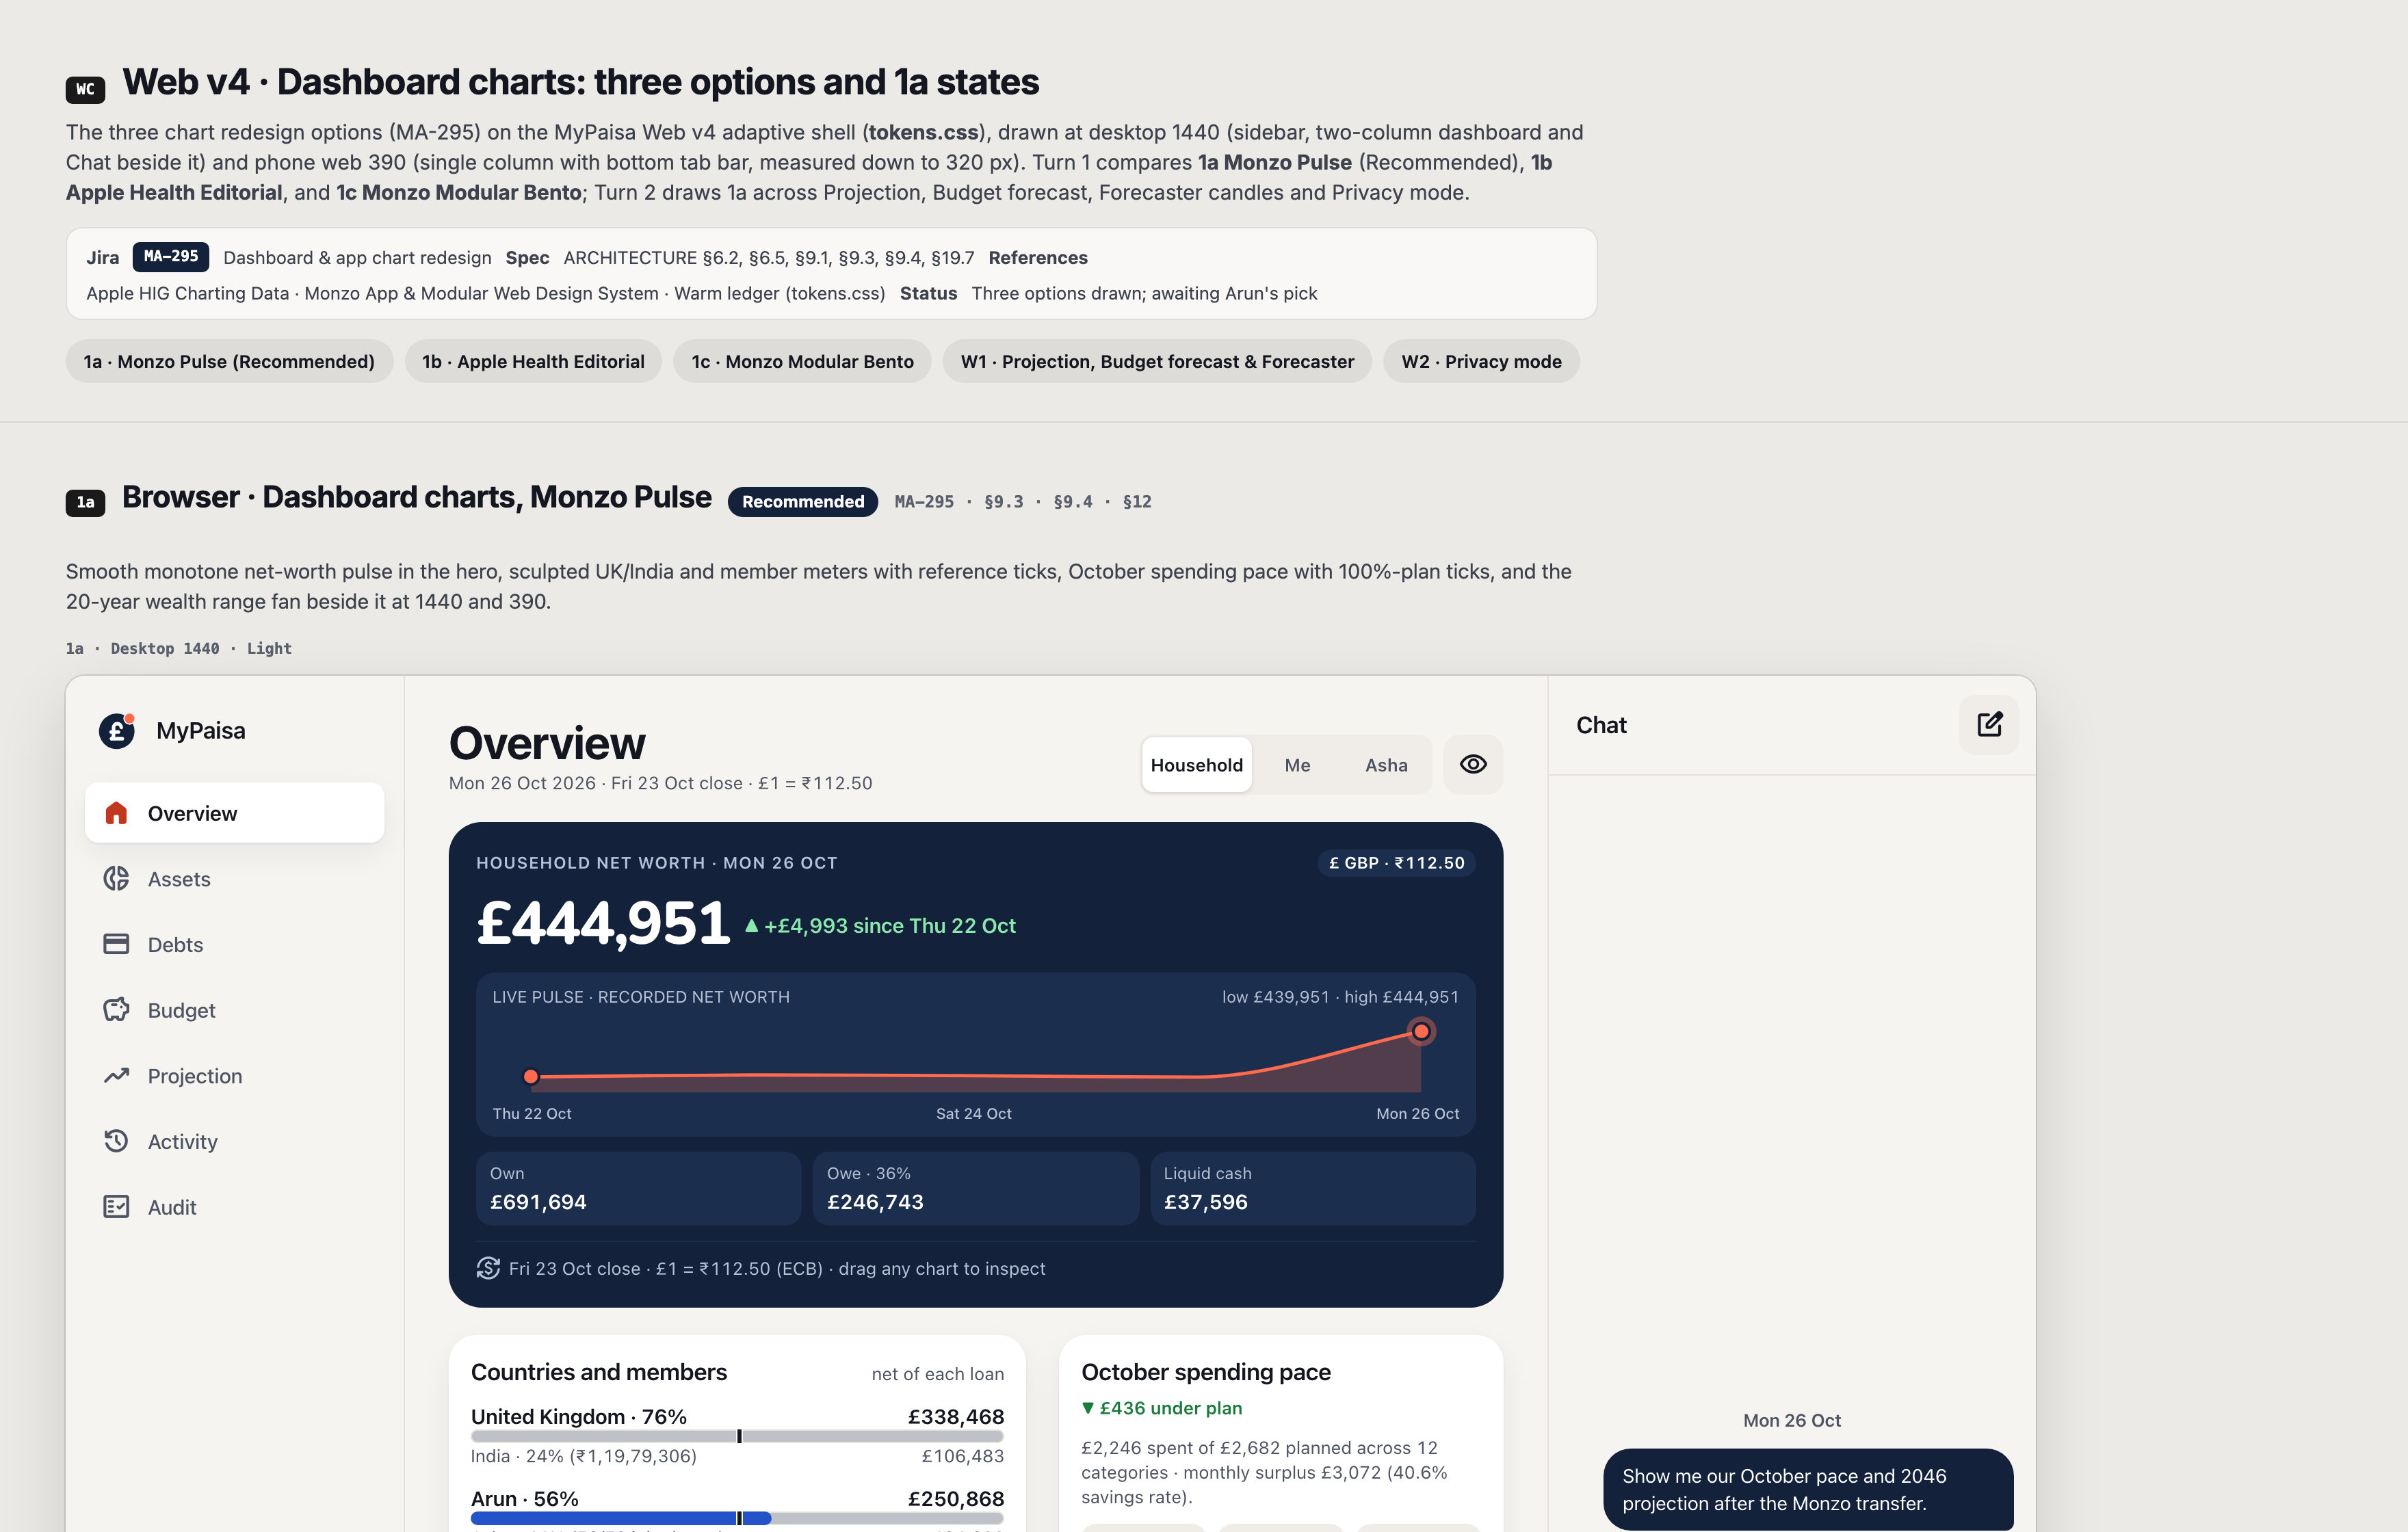 WC Web v4 · Dashboard charts: three options and 1a states
The three chart redesign options (MA-295) on the MyPaisa Web v4 adaptive shell (tokens.css), drawn at desktop 1440 (sidebar, two-column dashboard and
Chat beside it) and phone web 390 (single column with bottom tab bar, measured down to 320 px). Turn 1 compares 1a Monzo Pulse (Recommended), 1b
Apple Health Editorial, and 1c Monzo Modular Bento; Turn 2 draws 1a across Projection, Budget forecast, Forecaster candles and Privacy mode.
Jira MA-295 Dashboard & app chart redesign Spec ARCHITECTURE §6.2, §6.5, §9.1, §9.3, §9.4, §19.7 References
Apple HIG Charting Data · Monzo App & Modular Web Design System · Warm ledger (tokens.css) Status Three options drawn; awaiting Arun's pick
1a · Monzo Pulse (Recommended) 1b · Apple Health Editorial 1c · Monzo Modular Bento W1 · Projection, Budget forecast & Forecaster W2 · Privacy mode
1a Browser · Dashboard charts, Monzo Pulse Recommended MA-295 · §9.3 · §9.4 · §12
Smooth monotone net-worth pulse in the hero, sculpted UK/India and member meters with reference ticks, October spending pace with 100%-plan ticks, and the
20-year wealth range fan beside it at 1440 and 390.
1a · Desktop 1440 · Light
£ MyPaisa
Overview
Assets
Debts
Budget
Projection
Activity
Audit
Overview
Mon 26 Oct 2026 · Fri 23 Oct close · £1 = ₹112.50
Household Me Asha
HOUSEHOLD NET WORTH · MON 26 OCT £ GBP · ₹112.50
£444,951 ▲ +£4,993 since Thu 22 Oct
LIVE PULSE · RECORDED NET WORTH low £439,951 · high £444,951
Thu 22 Oct Sat 24 Oct Mon 26 Oct
Own Owe · 36% Liquid cash
£691,694 £246,743 £37,596
Fri 23 Oct close · £1 = ₹112.50 (ECB) · drag any chart to inspect
Countries and members net of each loan
United Kingdom · 76% £338,468
India · 24% (₹1,19,79,306) £106,483
Arun · 56% £250,868
October spending pace
▼ £436 under plan
£2,246 spent of £2,682 planned across 12
categories · monthly surplus £3,072 (40.6%
savings rate).
Chat
Mon 26 Oct
Show me our October pace and 2046
projection after the Monzo transfer.